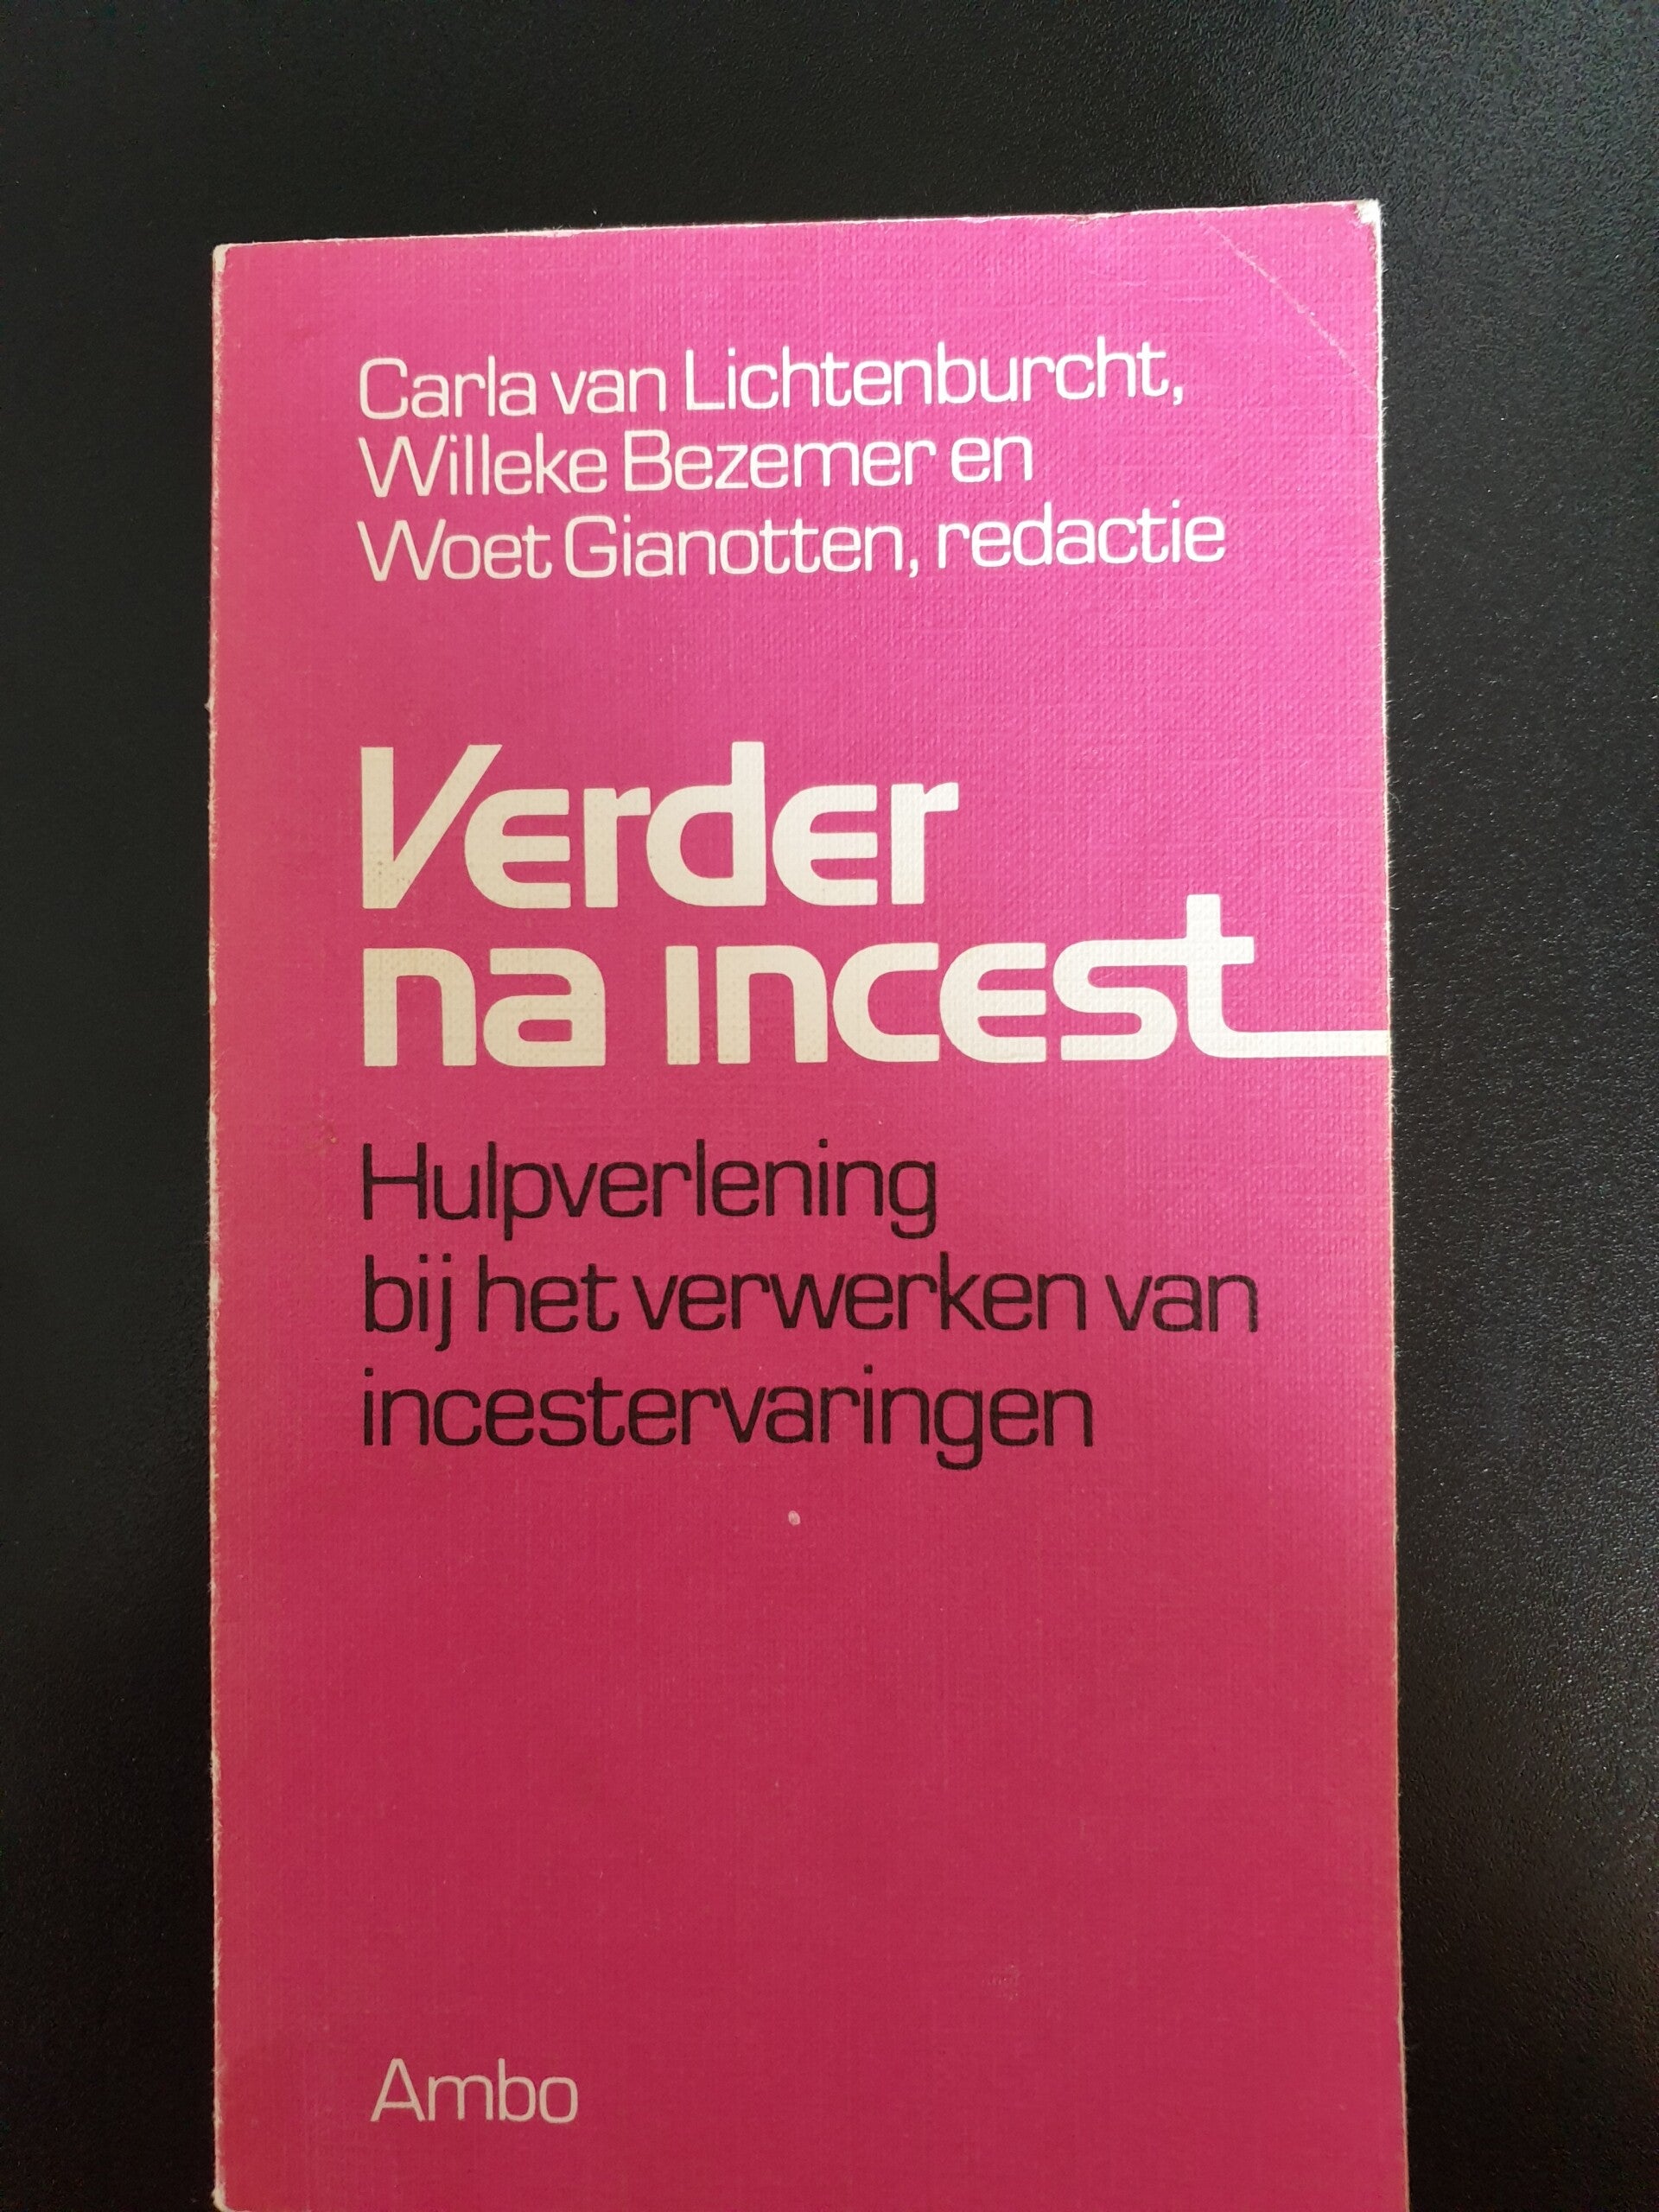 Carla van Lichtenburcht,
Willeke Bezemer en
Woet Gianotten, redactie
Verder
na incest
Hulpverlening
bij het verwerken van
incestervaringen
Ambo